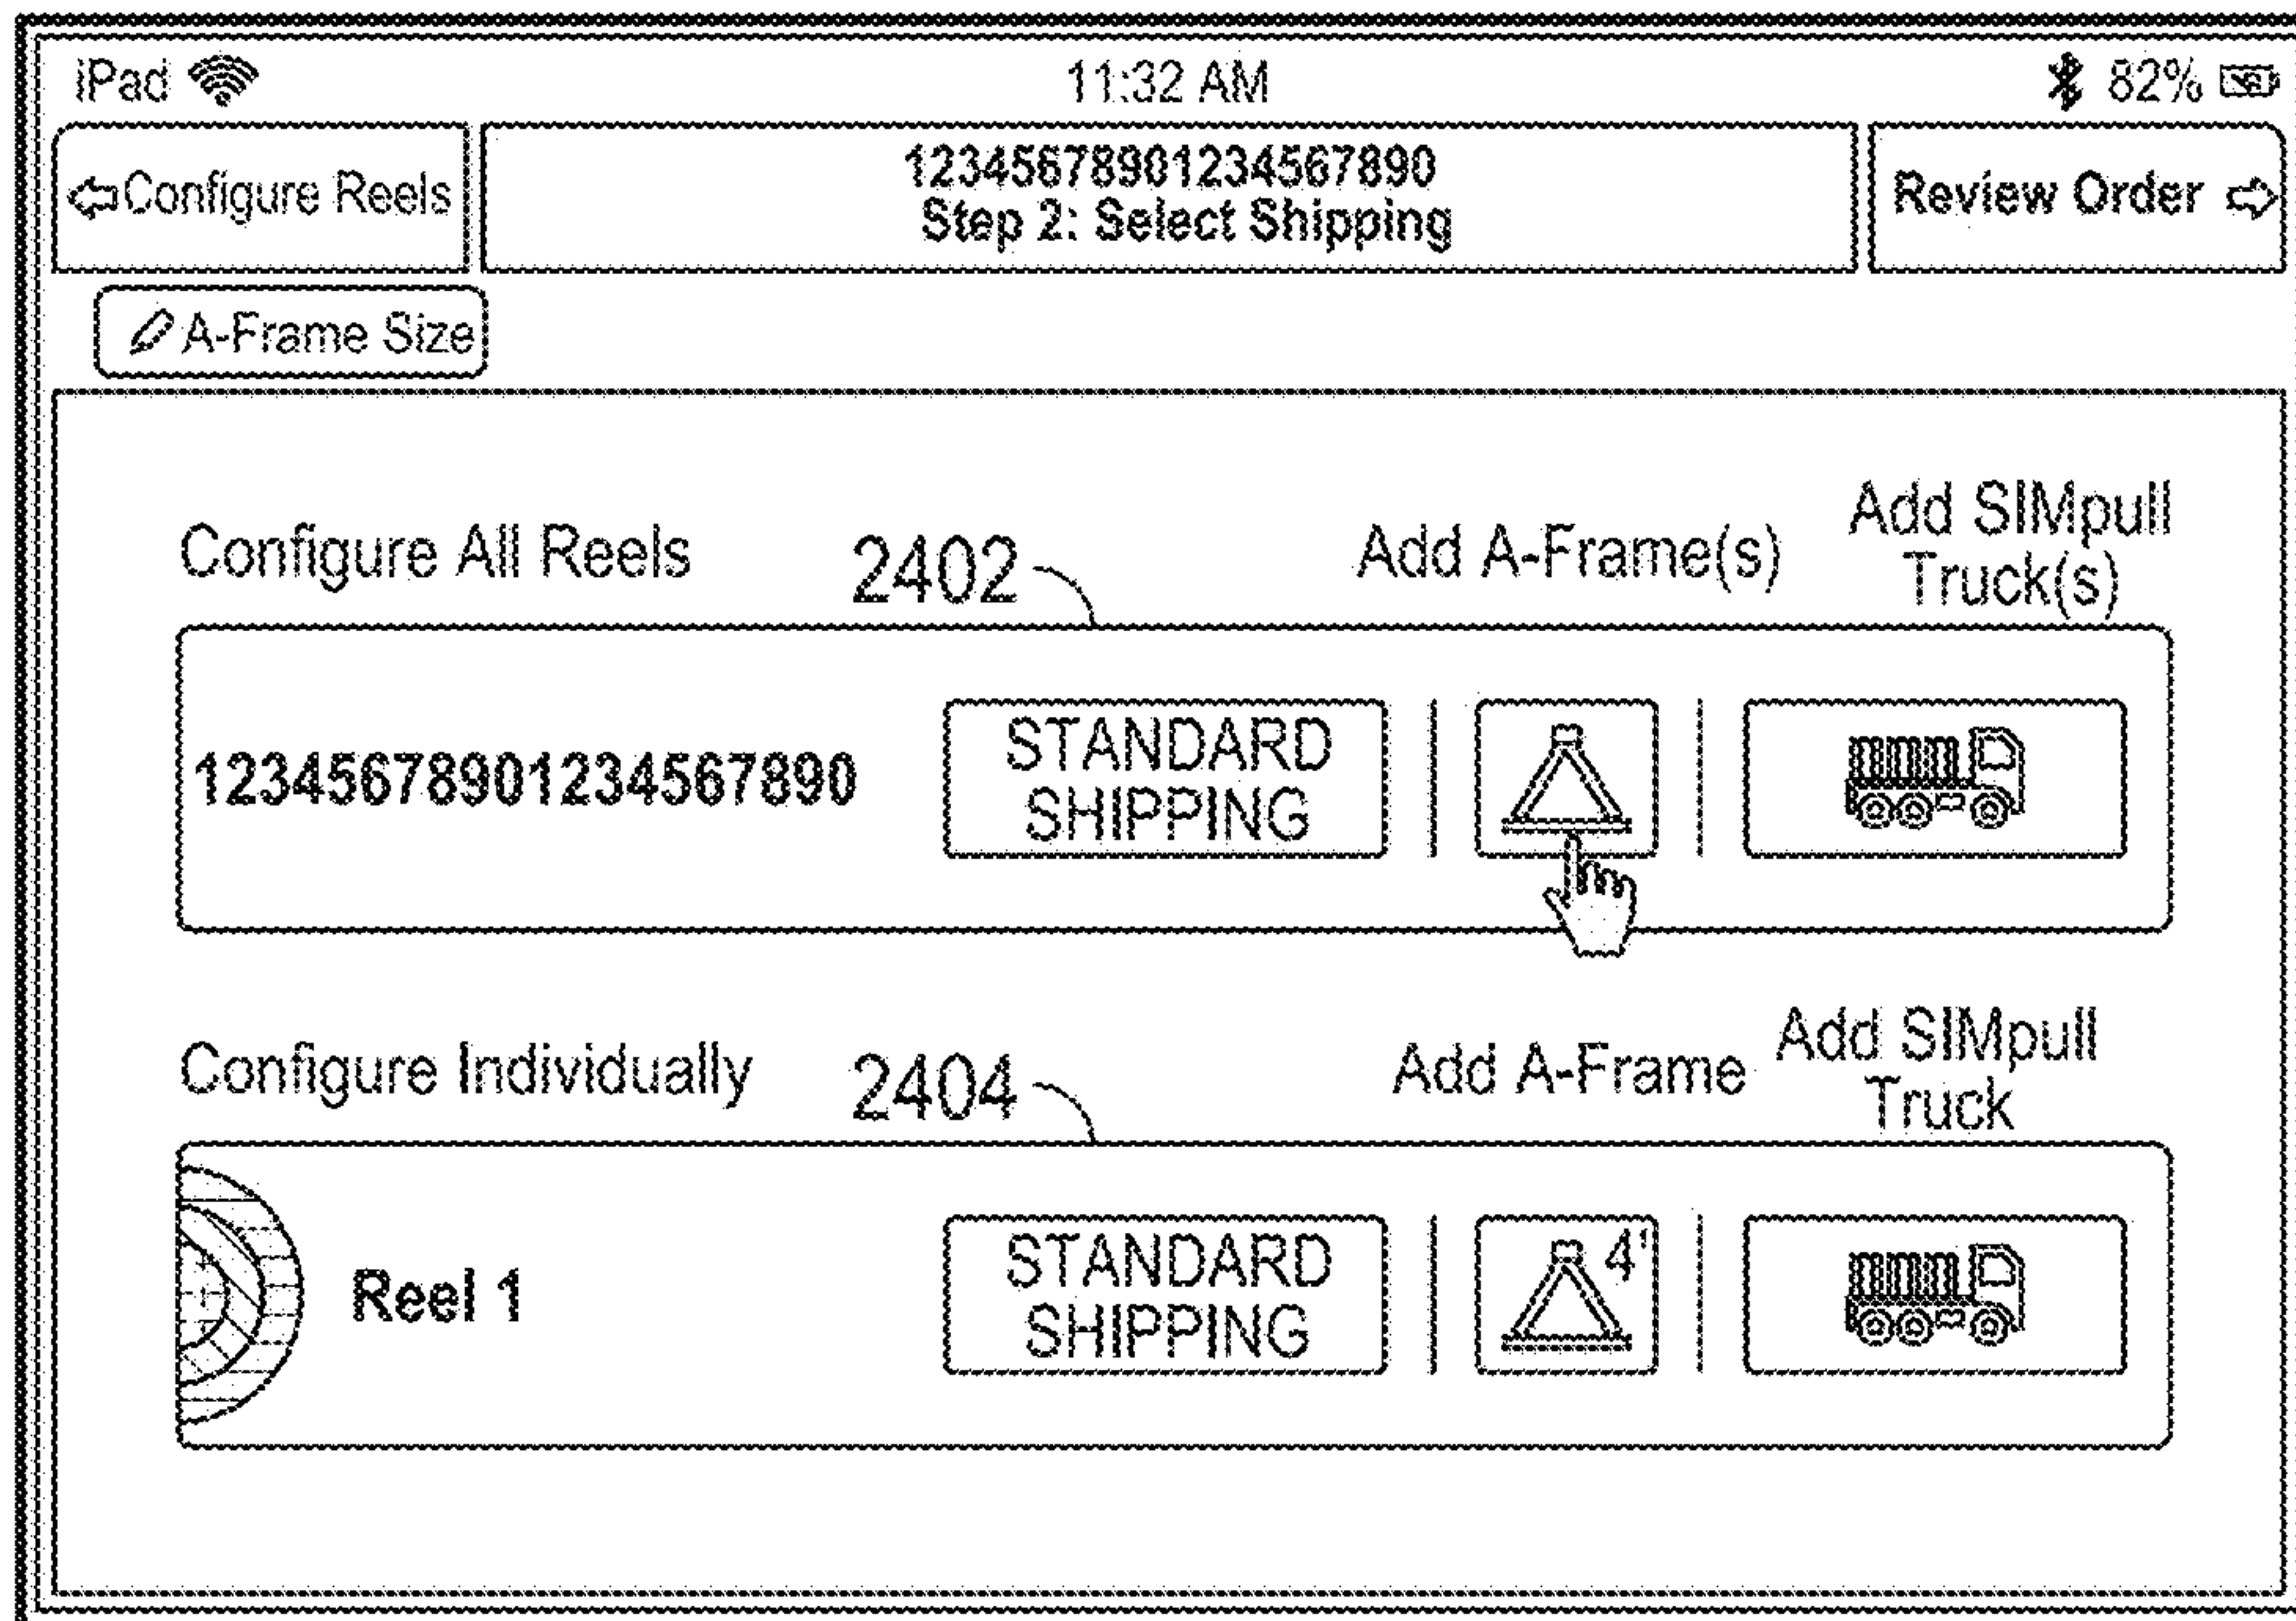 iPad 11:32 AM 82%
Configure Reels
12345678901234567890
Step 2: Select Shipping
Review Order
A-Frame Size
Configure All Reels
2402
Add A-Frame(s)
Add SIMpull
Truck(s)
12345678901234567890
STANDARD
SHIPPING
Configure Individually
2404
Add A-Frame
Add SIMpull
Truck
Reel 1
STANDARD
SHIPPING
4'